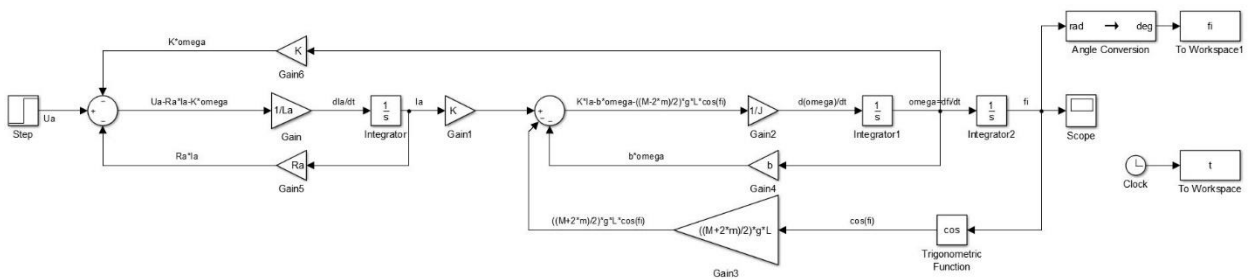 K*omega
K
Gain6
rad → deg
Angle Conversion
fi
To Workspace1
Step
Ua
+
−
−
Ua-Ra*Ia-K*omega
1/La
Gain
dIa/dt
1
s
Integrator
Ia
K
Gain1
+
−
−
K*Ia-b*omega-((M-2*m)/2)*g*L*cos(fi)
1/J
Gain2
d(omega)/dt
1
s
Integrator1
omega=dfi/dt
1
s
Integrator2
fi
Scope
Ra*Ia
Ra
Gain5
b*omega
b
Gain4
Clock
t
To Workspace
((M+2*m)/2)*g*L*cos(fi)
((M+2*m)/2)*g*L
Gain3
cos(fi)
cos
Trigonometric
Function